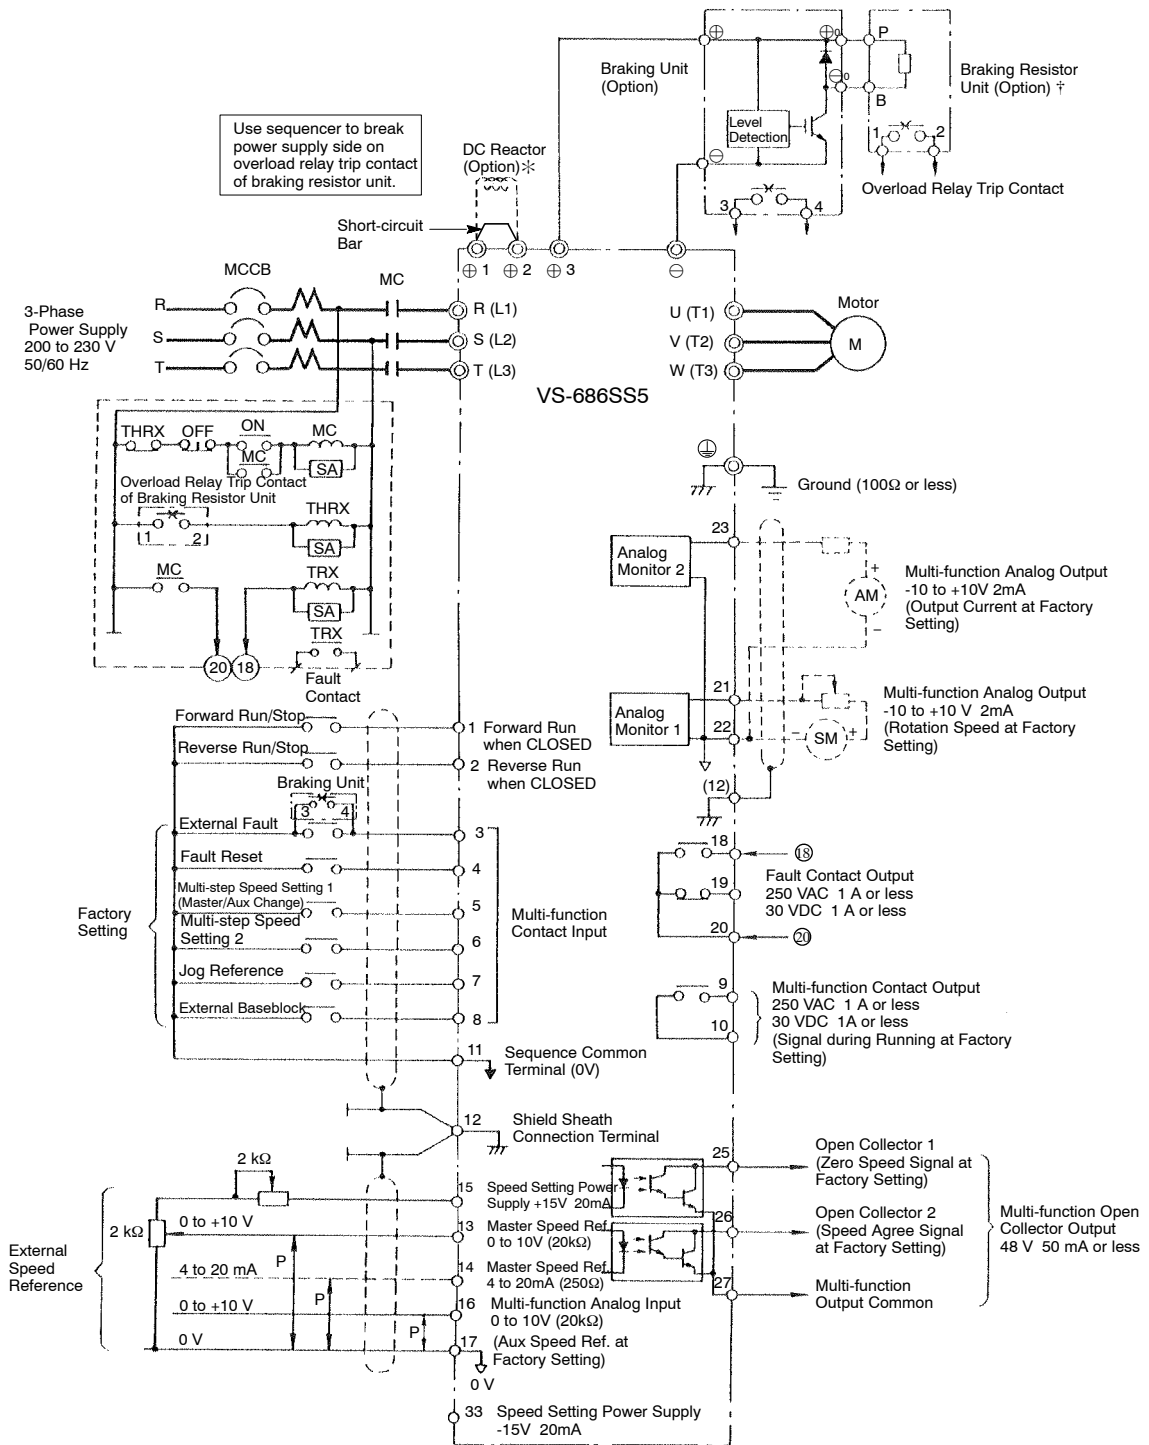 Use sequencer to break
power supply side on
overload relay trip contact
of braking resistor unit.
DC Reactor
(Option)＊
Short-circuit
Bar
Braking Unit
(Option)
⊕
⊕0
⊖0
⊖
Level
Detection
3
4
P
B
1
2
Braking Resistor
Unit (Option) †
Overload Relay Trip Contact
⊕ 1
⊕ 2
⊕ 3
⊖
3-Phase
Power Supply
200 to 230 V
50/60 Hz
MCCB
MC
R
S
T
R (L1)
S (L2)
T (L3)
VS-686SS5
U (T1)
V (T2)
W (T3)
Motor
M
THRX
OFF
ON
MC
MC
SA
Overload Relay Trip Contact
of Braking Resistor Unit
1
2
THRX
SA
MC
TRX
SA
TRX
20
18
Fault
Contact
Ground (100Ω or less)
Analog
Monitor 2
23
+
AM
−
Multi-function Analog Output
-10 to +10V 2mA
(Output Current at Factory
Setting)
Analog
Monitor 1
21
22
−
SM
+
Multi-function Analog Output
-10 to +10 V 2mA
(Rotation Speed at Factory
Setting)
(12)
Forward Run/Stop
1 Forward Run
when CLOSED
Reverse Run/Stop
2 Reverse Run
when CLOSED
Braking Unit
3
4
Factory
Setting
External Fault
3
Fault Reset
4
Multi-step Speed Setting 1
(Master/Aux Change)
5
Multi-step Speed
Setting 2
6
Jog Reference
7
External Baseblock
8
Multi-function
Contact Input
11
Sequence Common
Terminal (0V)
12
Shield Sheath
Connection Terminal
18
⑱
19
20
⑳
Fault Contact Output
250 VAC 1 A or less
30 VDC 1 A or less
9
10
Multi-function Contact Output
250 VAC 1 A or less
30 VDC 1A or less
(Signal during Running at Factory
Setting)
External
Speed
Reference
2 kΩ
2 kΩ
15
Speed Setting Power
Supply +15V 20mA
0 to +10 V
13
Master Speed Ref.
0 to 10V (20kΩ)
4 to 20 mA
14
Master Speed Ref.
4 to 20mA (250Ω)
0 to +10 V
16
Multi-function Analog Input
0 to 10V (20kΩ)
(Aux Speed Ref. at
Factory Setting)
0 V
17
P
P
P
0 V
33 Speed Setting Power Supply
-15V 20mA
25
Open Collector 1
(Zero Speed Signal at
Factory Setting)
26
Open Collector 2
(Speed Agree Signal
at Factory Setting)
27
Multi-function
Output Common
Multi-function Open
Collector Output
48 V 50 mA or less